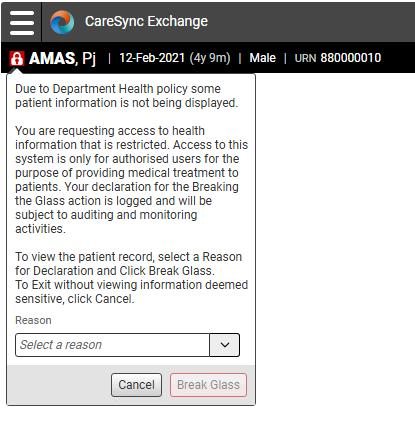 CareSync Exchange
AMAS, Pj | 12-Feb-2021 (4y 9m) | Male | URN 880000010
Due to Department Health policy some
patient information is not being displayed.
You are requesting access to health
information that is restricted. Access to this
system is only for authorised users for the
purpose of providing medical treatment to
patients. Your declaration for the Breaking
the Glass action is logged and will be
subject to auditing and monitoring
activities.
To view the patient record, select a Reason
for Declaration and Click Break Glass.
To Exit without viewing information deemed
sensitive, click Cancel.
Reason
Select a reason
Cancel Break Glass